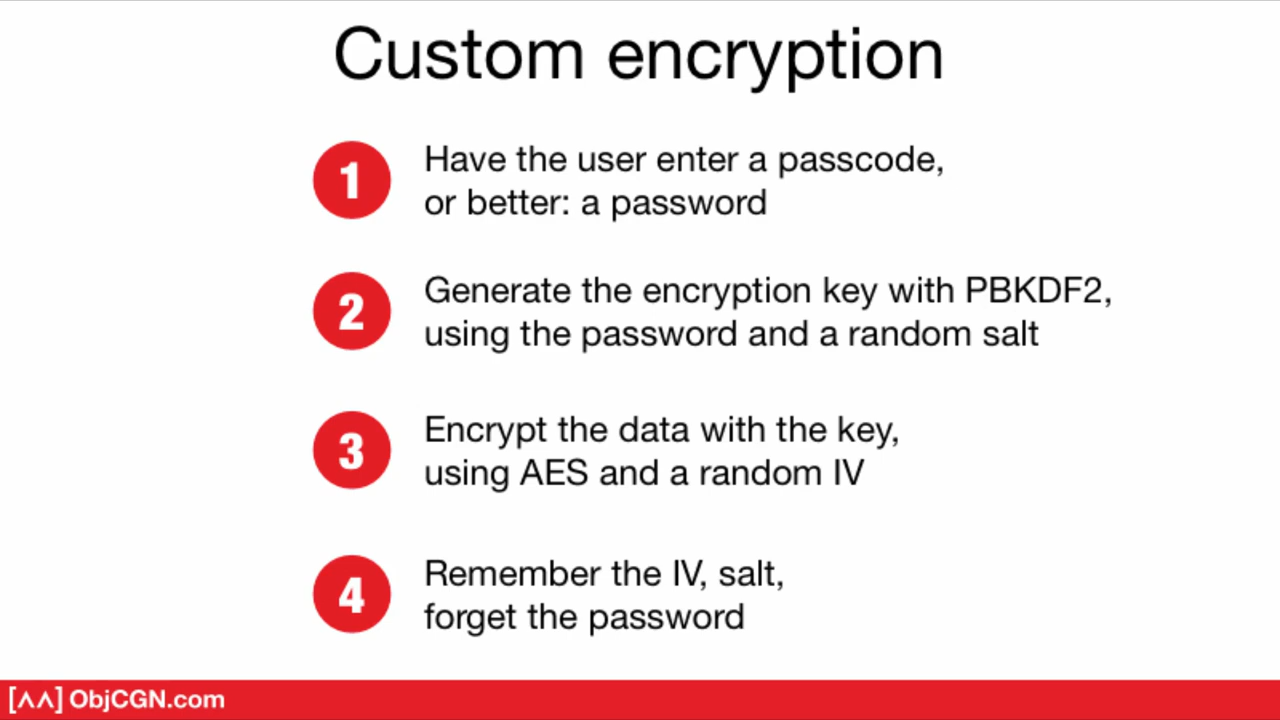 Custom encryption
1
Have the user enter a passcode,
or better: a password
2
Generate the encryption key with PBKDF2,
using the password and a random salt
3
Encrypt the data with the key,
using AES and a random IV
4
Remember the IV, salt,
forget the password
[ʌʌ] ObjCGN.com